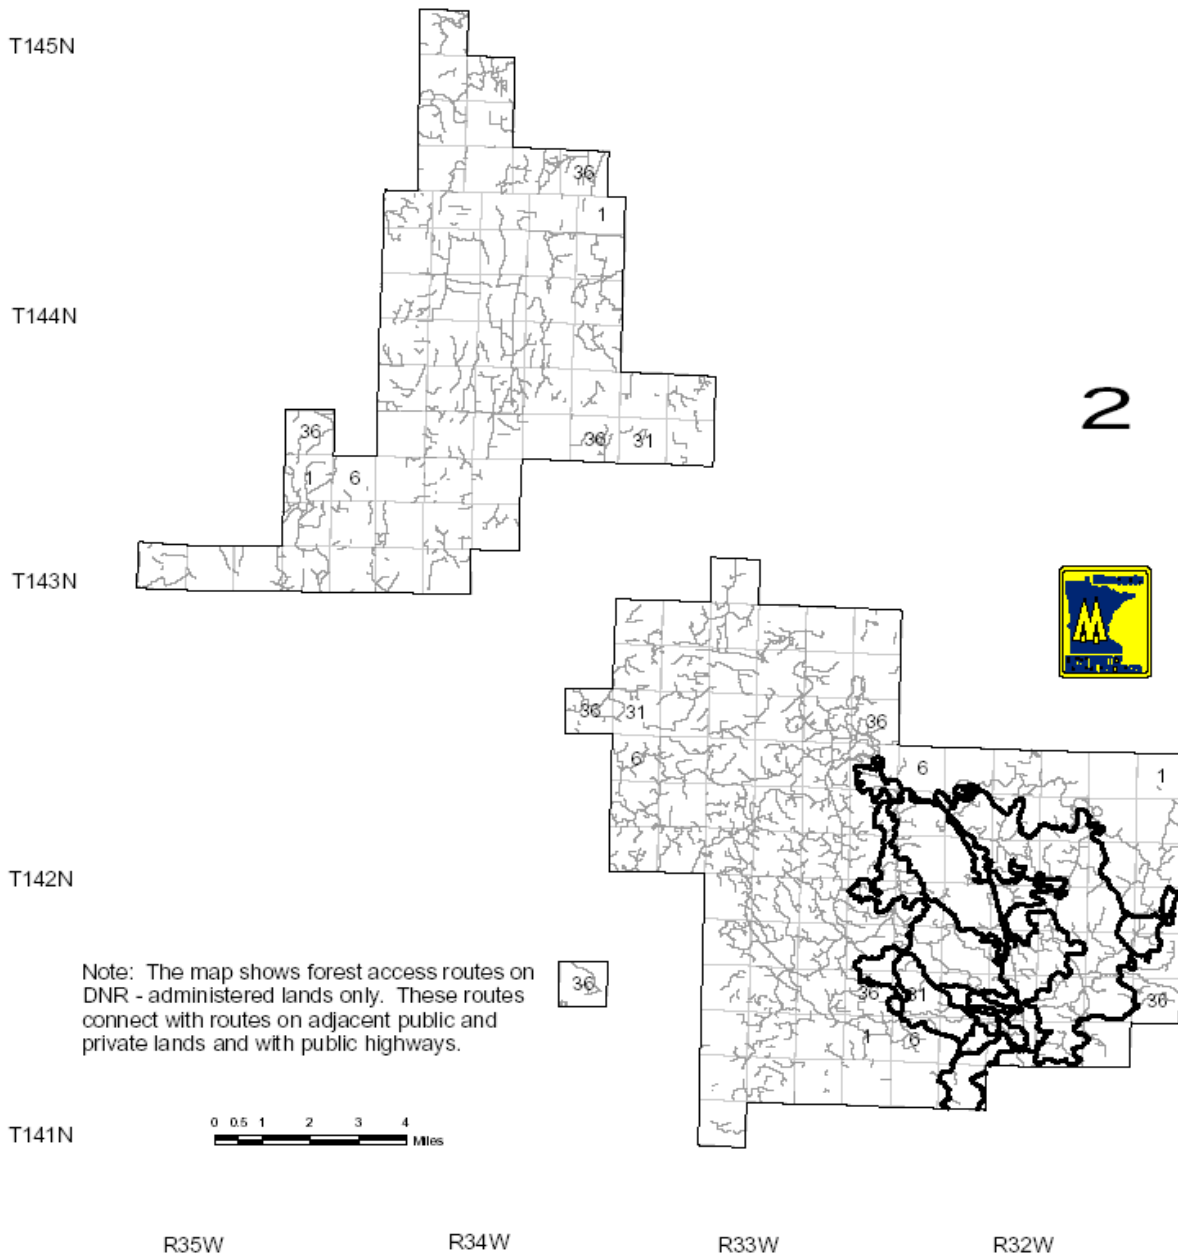 T145N
36
1
T144N
2
36
36
31
1
6
T143N
Minnesota
36
31
36
6
6
1
T142N
Note: The map shows forest access routes on
DNR - administered lands only. These routes
connect with routes on adjacent public and
private lands and with public highways.
36
36
31
36
1
6
0 0.5 1 2 3 4
Miles
T141N
R35W
R34W
R33W
R32W